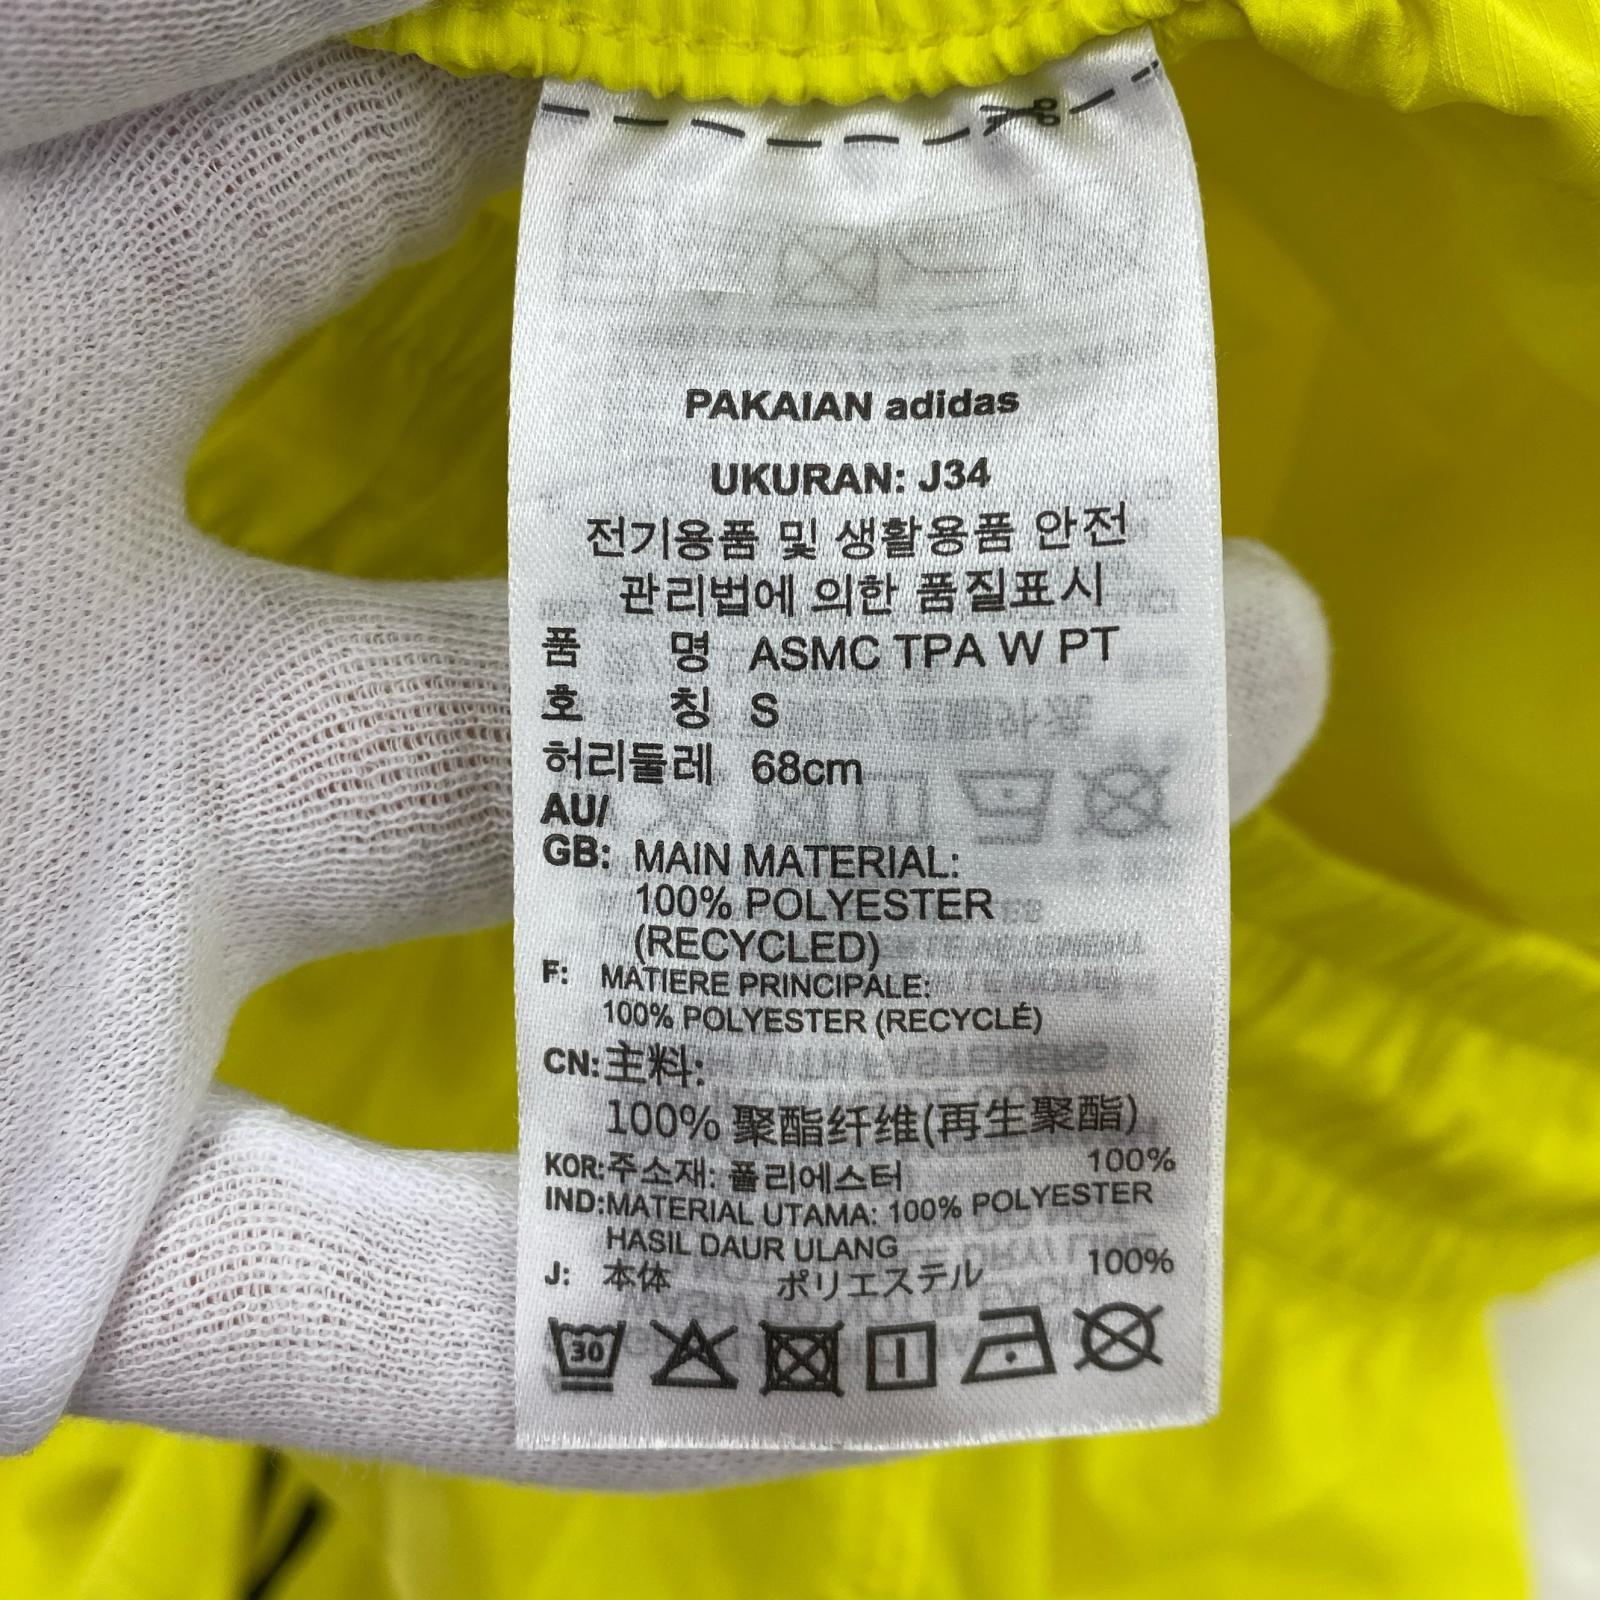 PAKAIAN adidas
UKURAN: J34
전기용품 및 생활용품 안전
관리법에 의한 품질표시
품 명 ASMC TPA W PT
호 칭 S
허리둘레 68cm
AU/
GB: MAIN MATERIAL:
100% POLYESTER
(RECYCLED)
F: MATIERE PRINCIPALE:
100% POLYESTER (RECYCLÉ)
CN:主料:
100% 聚酯纤维(再生聚酯)
KOR:주소재: 폴리에스터 100%
IND:MATERIAL UTAMA: 100% POLYESTER
HASIL DAUR ULANG
J: 本体 ポリエステル 100%
30